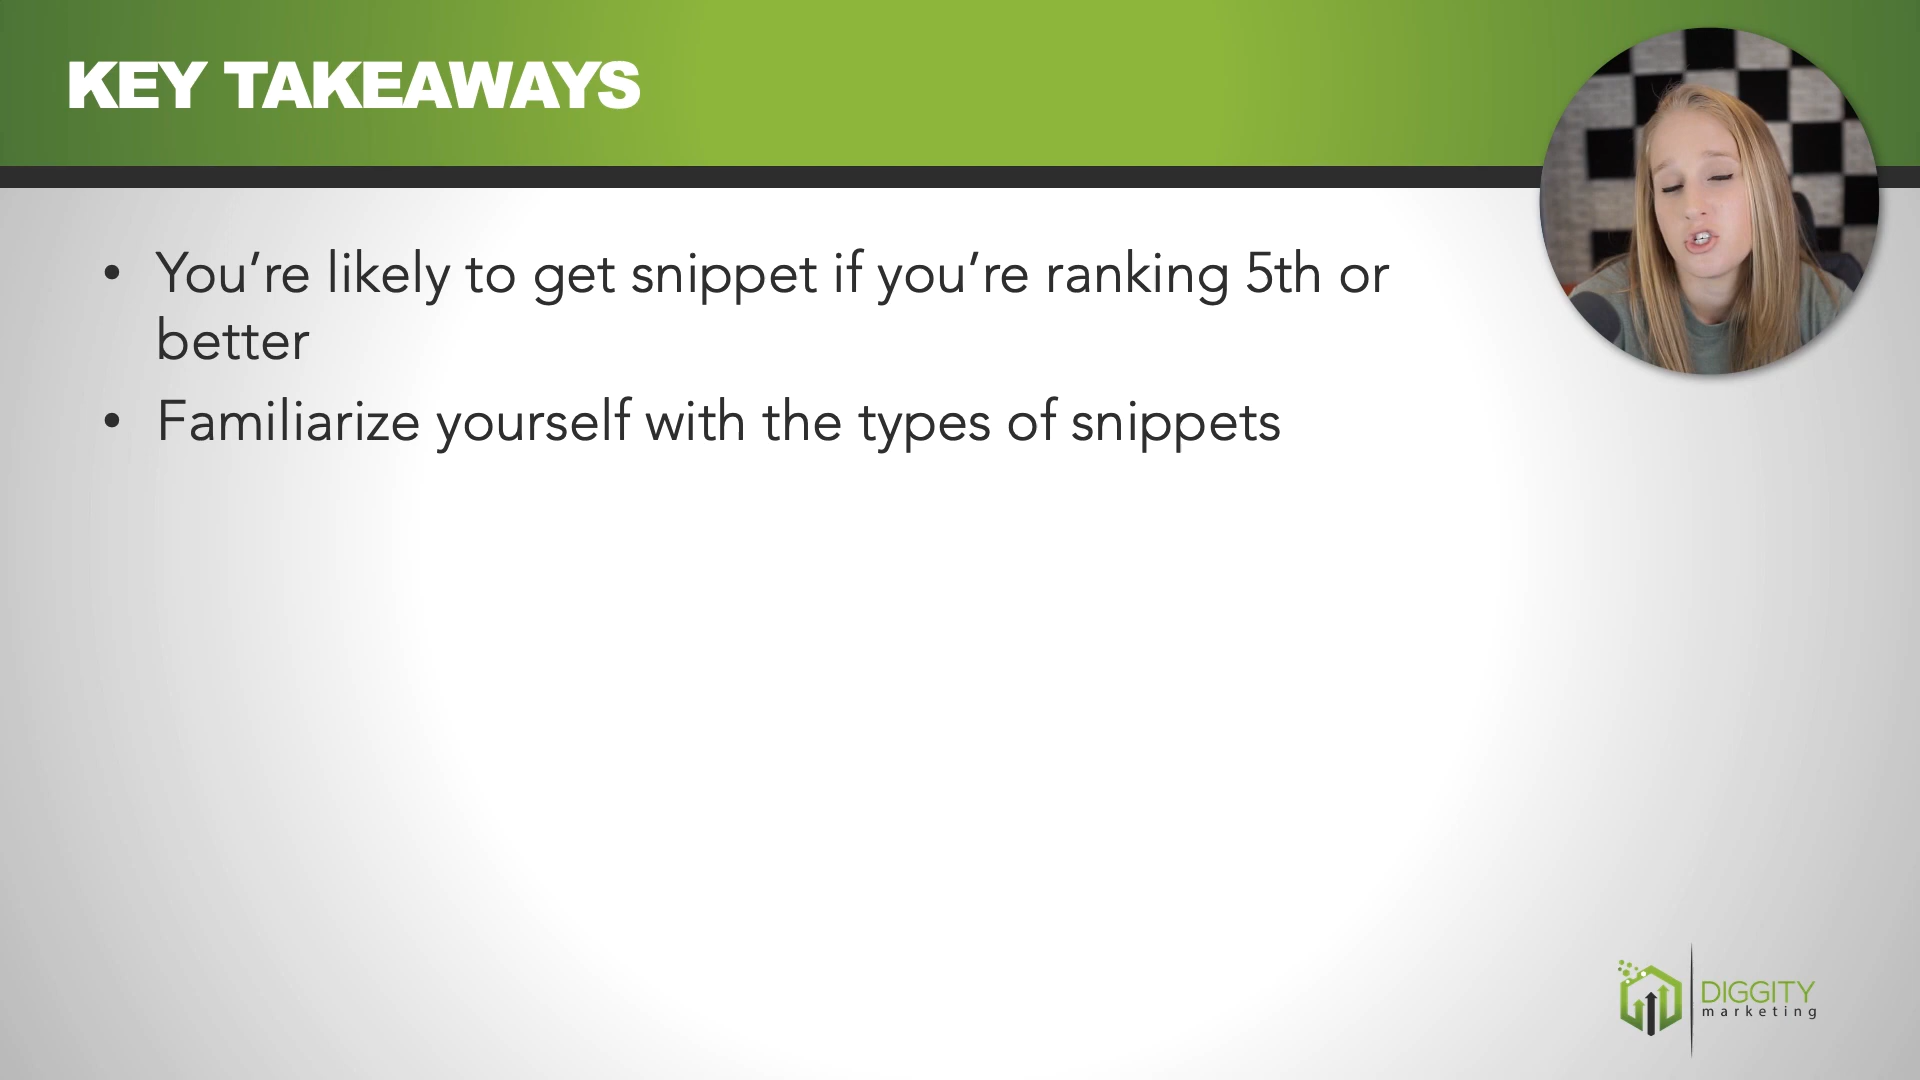 KEY TAKEAWAYS
• You’re likely to get snippet if you’re ranking 5th or
better
• Familiarize yourself with the types of snippets
DIGGITY
marketing